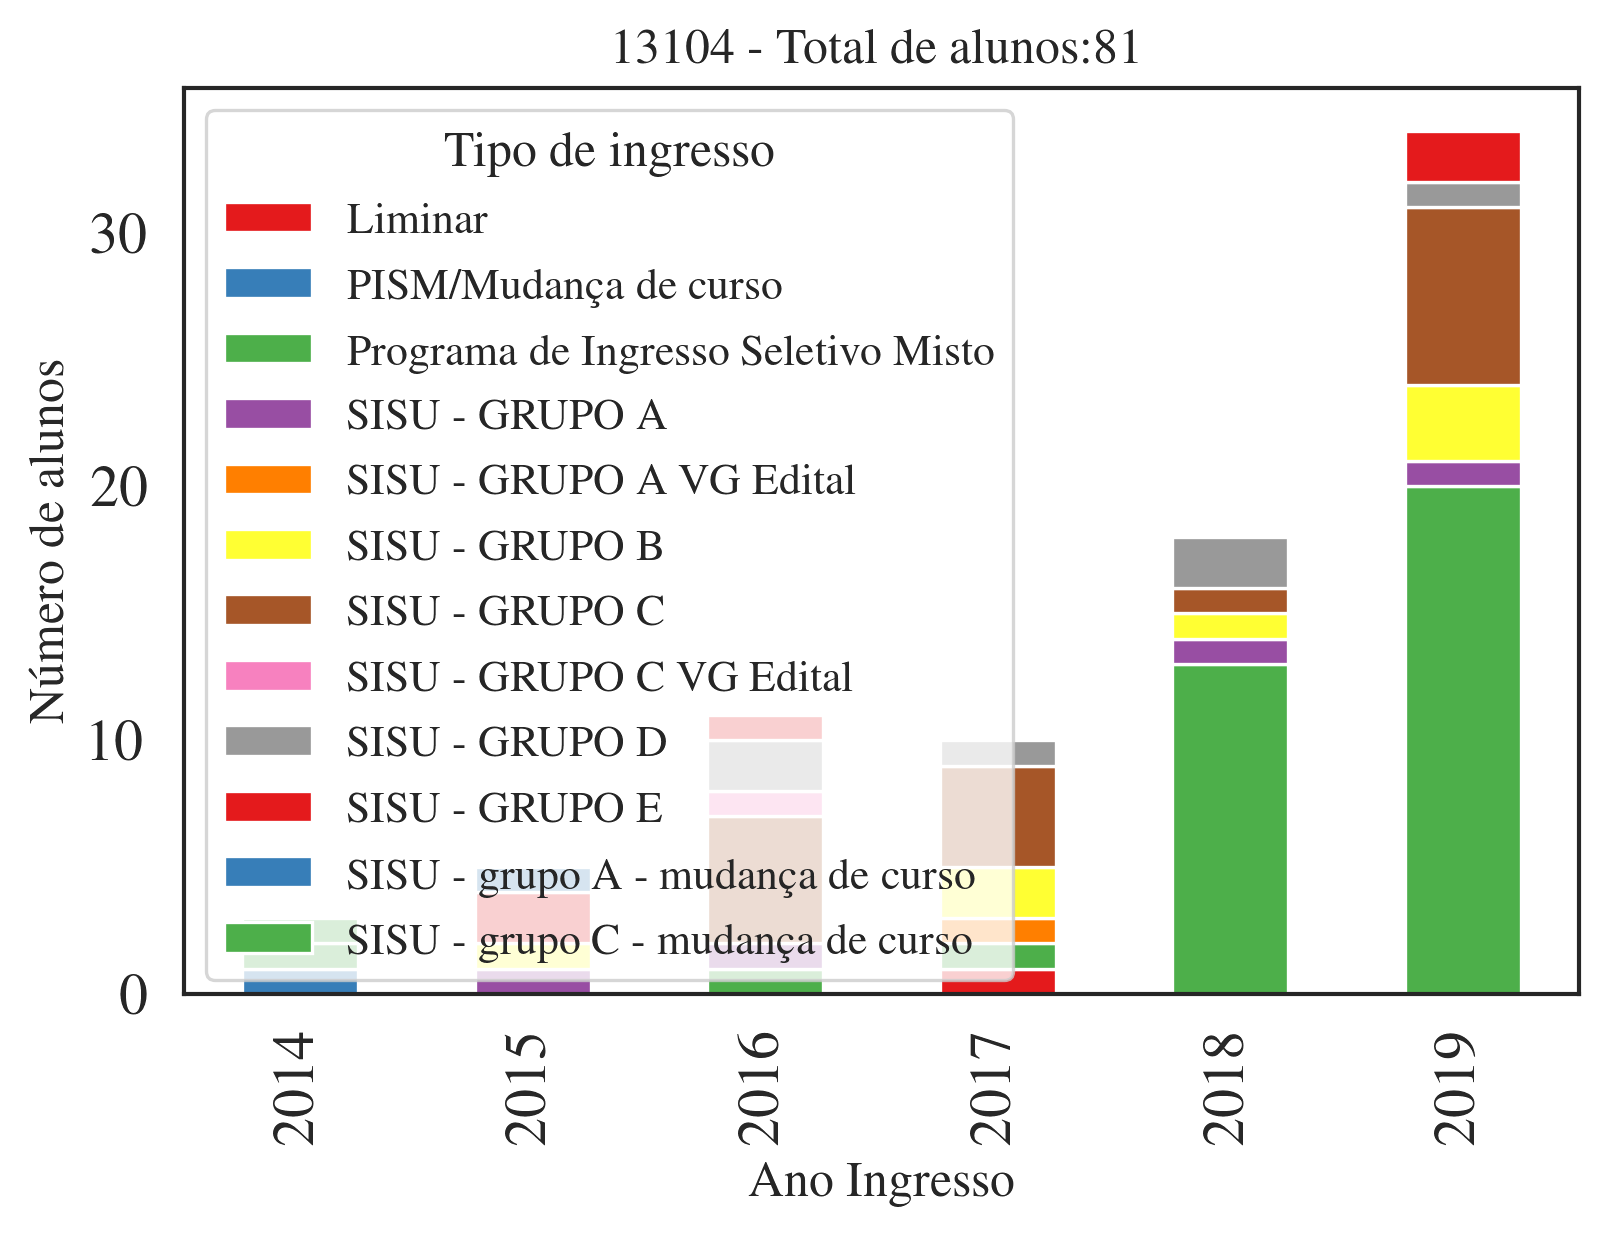 13104 - Total de alunos:81
Tipo de ingresso
Liminar
PISM/Mudança de curso
Programa de Ingresso Seletivo Misto
SISU - GRUPO A
SISU - GRUPO A VG Edital
SISU - GRUPO B
SISU - GRUPO C
SISU - GRUPO C VG Edital
SISU - GRUPO D
SISU - GRUPO E
SISU - grupo A - mudança de curso
SISU - grupo C - mudança de curso
Número de alunos
30
20
10
0
2014
2015
2016
2017
2018
2019
Ano Ingresso